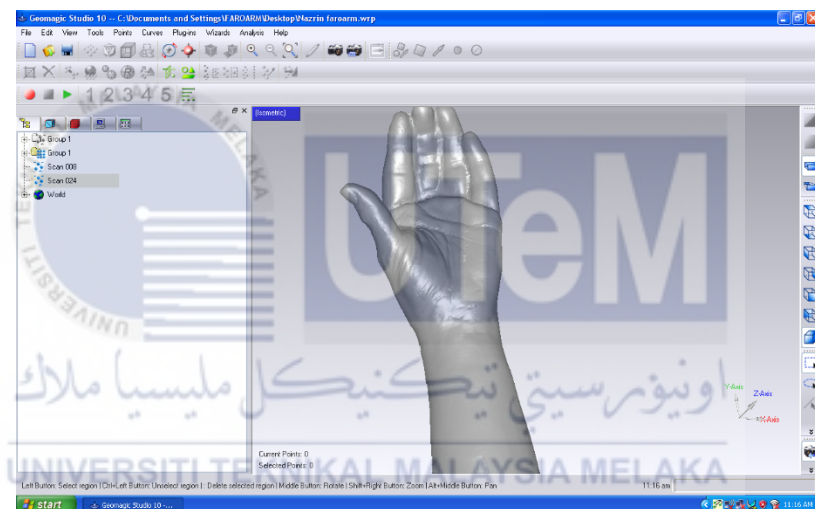 Geomagic Studio 10 -- C:\Documents and Settings\FAROARM\Desktop\Nazrin faroarm.wrp
File Edit View Tools Points Curves Plug-ins Wizards Analysis Help
1 2 3 4 5
(Isometric)
Group 1
Group 1
Scan 008
Scan 024
World
UTeM
UNIVERSITI TEKNIKAL MALAYSIA MELAKA
اونيۏرسيتي تيكنيكل مليسيا ملاك
Y-Axis
Z-Axis
X-Axis
Current Points: 0
Selected Points: 0
UNIVERSITI TEKNIKAL MALAYSIA MELAKA
Left Button: Select region | Ctrl+Left Button: Unselect region | : Delete selected region | Middle Button: Rotate | Shift+Right Button: Zoom | Alt+Middle Button: Pan
11:16 am
start
Geomagic Studio 10 -...
11:16 AM